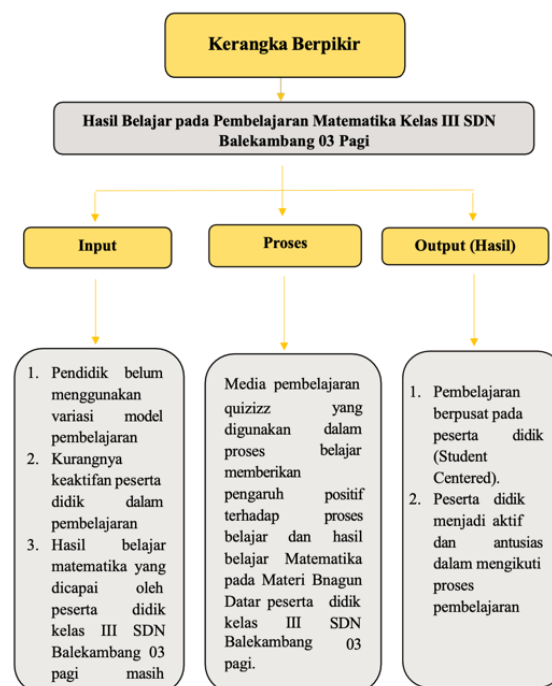 Kerangka Berpikir
Hasil Belajar pada Pembelajaran Matematika Kelas III SDN
Balekambang 03 Pagi
Input
Proses
Output (Hasil)
1. Pendidik belum
menggunakan
variasi model
pembelajaran
2. Kurangnya
keaktifan peserta
didik dalam
pembelajaran
3. Hasil belajar
matematika yang
dicapai oleh
peserta didik
kelas III SDN
Balekambang 03
pagi masih
Media pembelajaran
quizizz yang
digunakan dalam
proses belajar
memberikan
pengaruh positif
terhadap proses
belajar dan hasil
belajar Matematika
pada Materi Bnagun
Datar peserta didik
kelas III SDN
Balekambang 03
pagi.
1. Pembelajaran
berpusat pada
peserta didik
(Student
Centered).
2. Peserta didik
menjadi aktif
dan antusias
dalam mengikuti
proses
pembelajaran